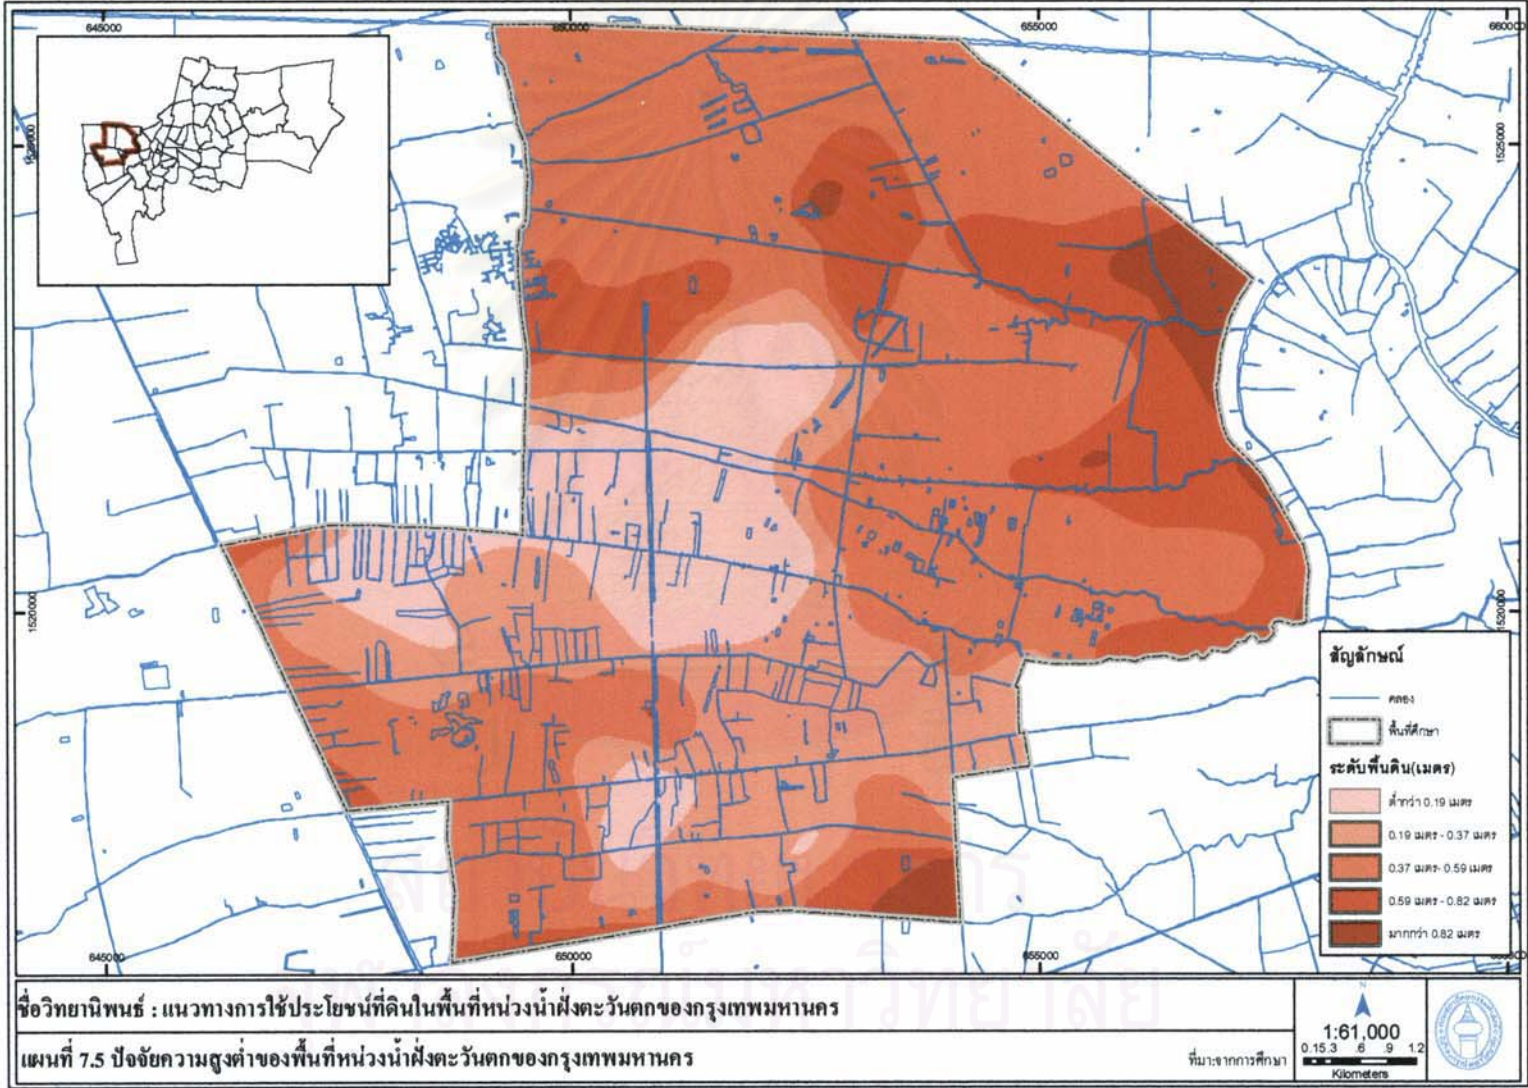 645000
650000
655000
660000
1525000
1525000
1520000
1520000
สัญลักษณ์
คลอง
พื้นที่ศึกษา
ระดับพื้นดิน(เมตร)
ต่ำกว่า 0.19 เมตร
0.19 เมตร - 0.37 เมตร
0.37 เมตร- 0.59 เมตร
0.59 เมตร - 0.82 เมตร
มากกว่า 0.82 เมตร
645000
650000
655000
ชื่อวิทยานิพนธ์ : แนวทางการใช้ประโยชน์ที่ดินในพื้นที่หน่วงน้ำฝั่งตะวันตกของกรุงเทพมหานคร
แผนที่ 7.5 ปัจจัยความสูงต่ำของพื้นที่หน่วงน้ำฝั่งตะวันตกของกรุงเทพมหานคร
ที่มา:จากการศึกษา
N
1:61,000
0.15.3 .6 .9 1.2
Kilometers